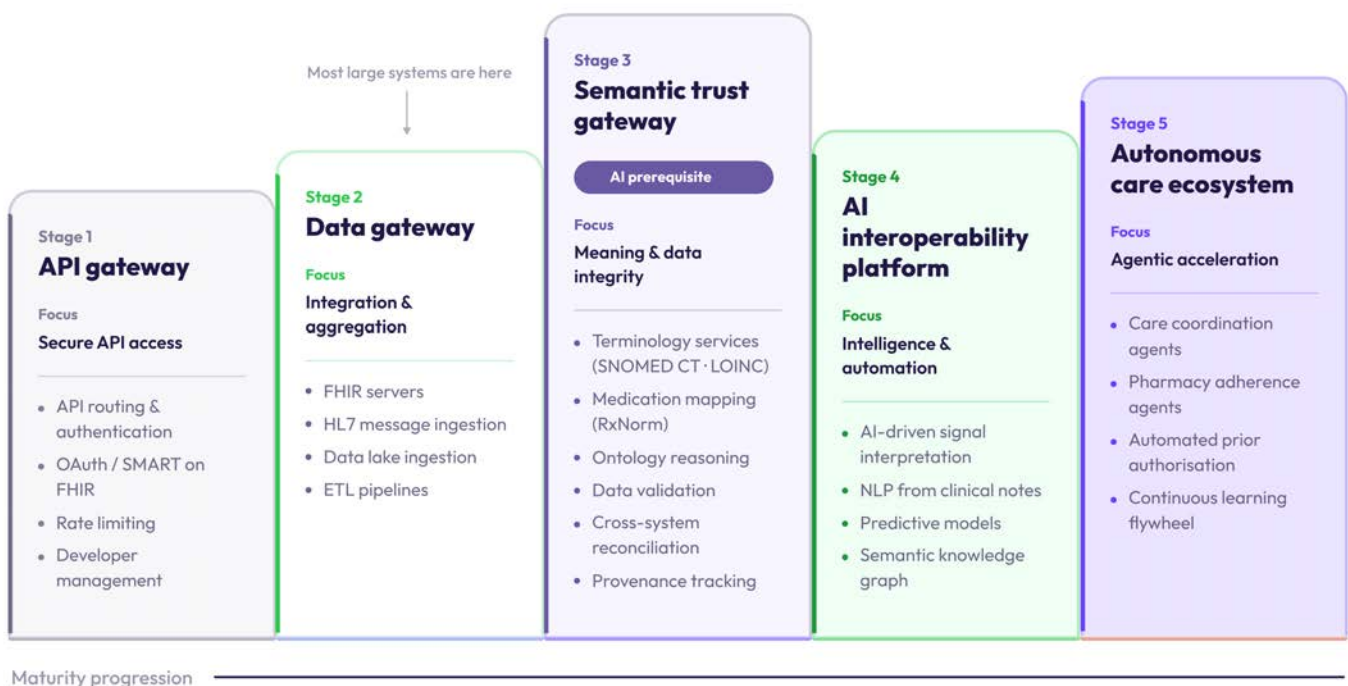 Most large systems are here
Stage 1
API gateway
Focus
Secure API access
• API routing &
authentication
• OAuth / SMART on
FHIR
• Rate limiting
• Developer
management
Stage 2
Data gateway
Focus
Integration &
aggregation
• FHIR servers
• HL7 message ingestion
• Data lake ingestion
• ETL pipelines
Stage 3
Semantic trust
gateway
AI prerequisite
Focus
Meaning & data
integrity
• Terminology services
(SNOMED CT · LOINC)
• Medication mapping
(RxNorm)
• Ontology reasoning
• Data validation
• Cross-system
reconciliation
• Provenance tracking
Stage 4
AI
interoperability
platform
Focus
Intelligence &
automation
• AI-driven signal
interpretation
• NLP from clinical notes
• Predictive models
• Semantic knowledge
graph
Stage 5
Autonomous
care ecosystem
Focus
Agentic acceleration
• Care coordination
agents
• Pharmacy adherence
agents
• Automated prior
authorisation
• Continuous learning
flywheel
Maturity progression